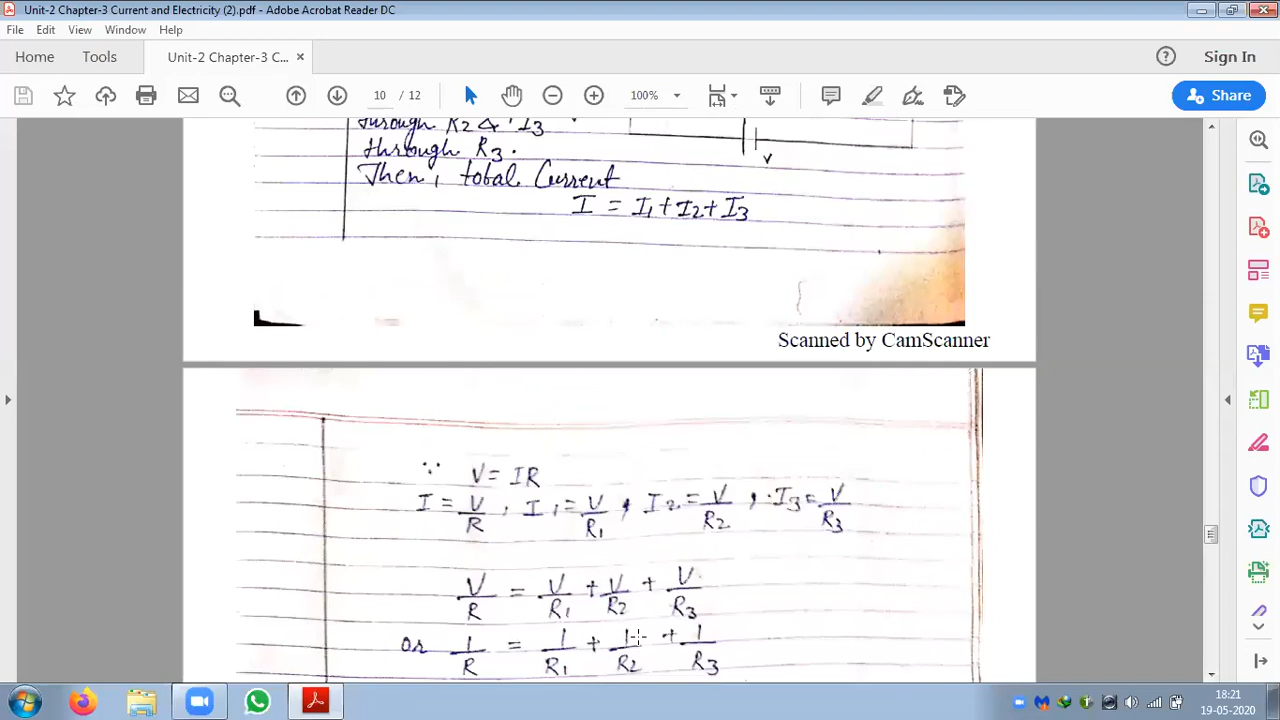 Unit-2 Chapter-3 Current and Electricity (2).pdf - Adobe Acrobat Reader DC
File Edit View Window Help
Home Tools Unit-2 Chapter-3 C... × Sign In
10 / 12 100% Share
through R2 & I3
through R3.
V
Then, total Current
I = I1 + I2 + I3
Scanned by CamScanner
∵ V = IR
I = V/R, I1 = V/R1, I2 = V/R2, I3 = V/R3
V/R = V/R1 + V/R2 + V/R3
or 1/R = 1/R1 + 1/R2 + 1/R3
18:21
19-05-2020